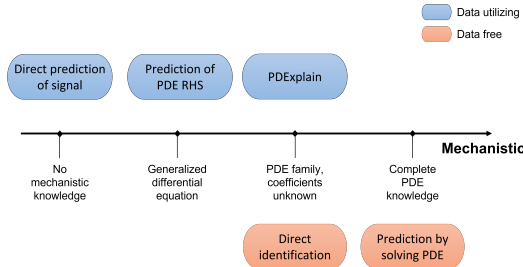 Data utilizing
Data free
Direct prediction
of signal
Prediction of
PDE RHS
PDExplain
Mechanistic
No
mechanistic
knowledge
Generalized
differential
equation
PDE family,
coefficients
unknown
Complete
PDE
knowledge
Direct
identification
Prediction by
solving PDE